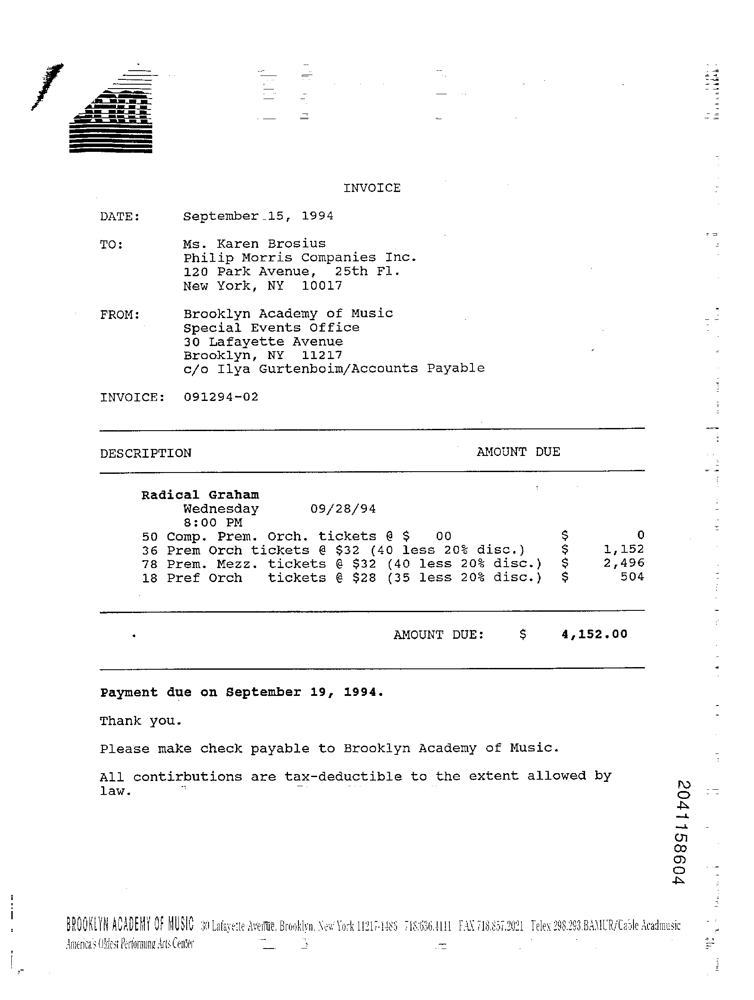 BAM
INVOICE
DATE: September 15, 1994
TO: Ms. Karen Brosius
Philip Morris Companies Inc.
120 Park Avenue, 25th Fl.
New York, NY 10017
FROM: Brooklyn Academy of Music
Special Events Office
30 Lafayette Avenue
Brooklyn, NY 11217
c/o Ilya Gurtenboim/Accounts Payable
INVOICE: 091294-02
DESCRIPTION AMOUNT DUE
Radical Graham
Wednesday 09/28/94
8:00 PM
50 Comp. Prem. Orch. tickets @ $ 00 $ 0
36 Prem Orch tickets @ $32 (40 less 20% disc.) $ 1,152
78 Prem. Mezz. tickets @ $32 (40 less 20% disc.) $ 2,496
18 Pref Orch tickets @ $28 (35 less 20% disc.) $ 504
AMOUNT DUE: $ 4,152.00
Payment due on September 19, 1994.
Thank you.
Please make check payable to Brooklyn Academy of Music.
All contirbutions are tax-deductible to the extent allowed by
law.
2041158604
BROOKLYN ACADEMY OF MUSIC 30 Lafayette Avenue, Brooklyn, New York 11217-1486 718.636.4111 FAX 718.857.2021 Telex 298.293.BAMUR/Cable Acadmusic
America's Oldest Performing Arts Center